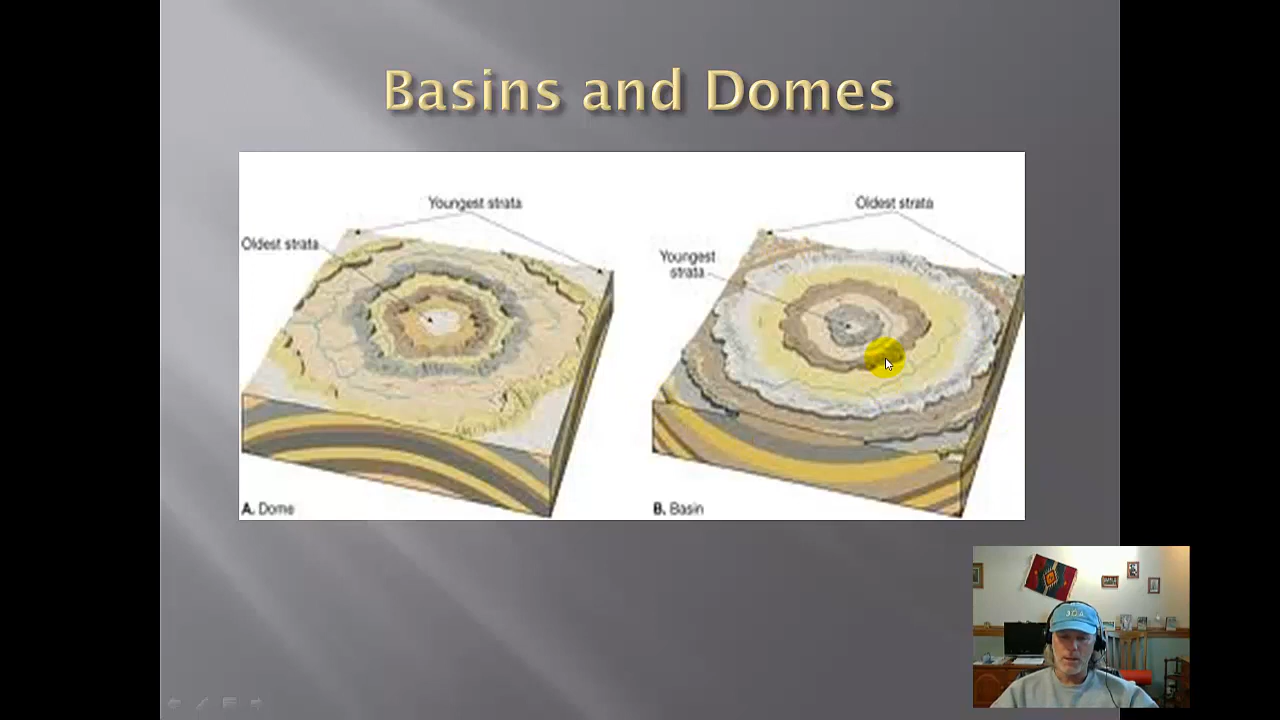 Basins and Domes
Youngest strata
Oldest strata
Oldest strata
Youngest
strata
A. Dome
B. Basin